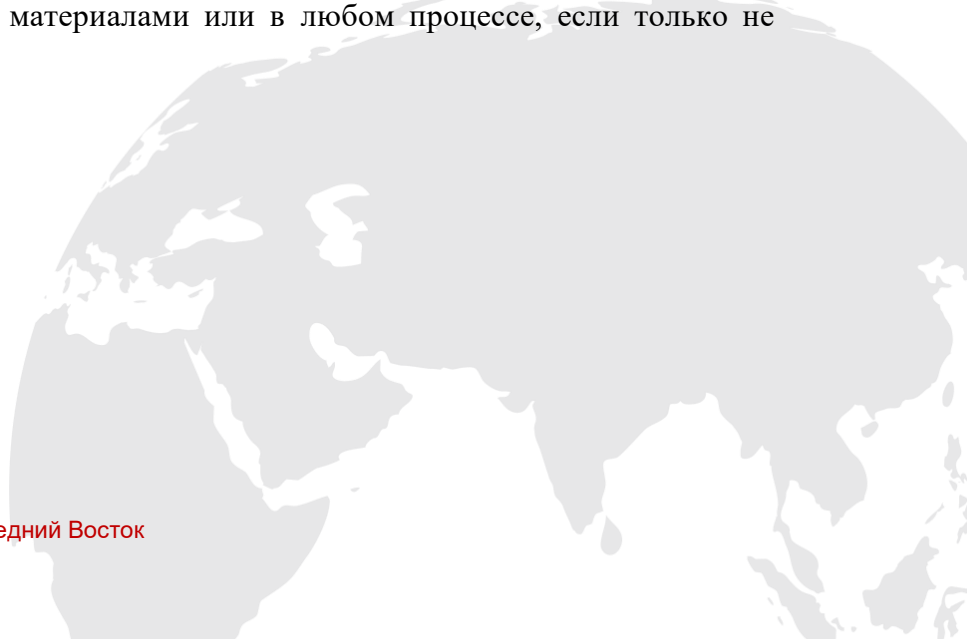 материалами или в любом процессе, если только не
едний Восток